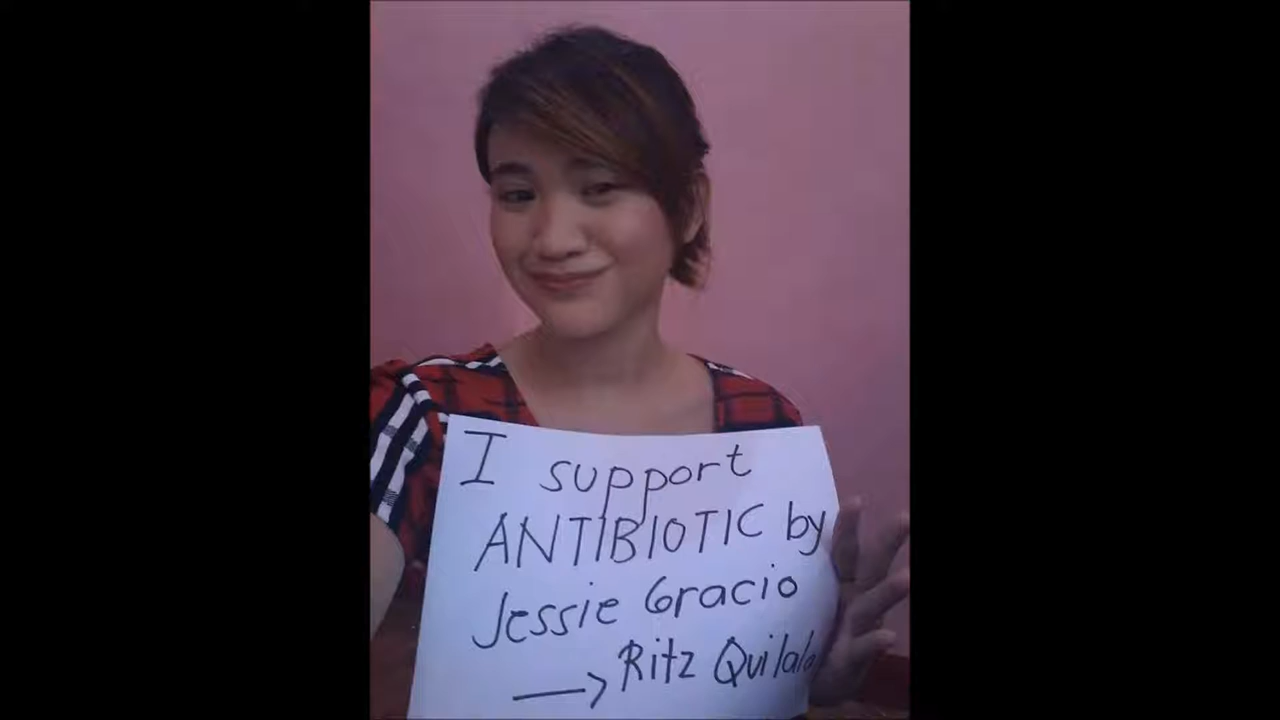 I support
ANTIBIOTIC by
Jessie Gracio
→ Ritz Quilala